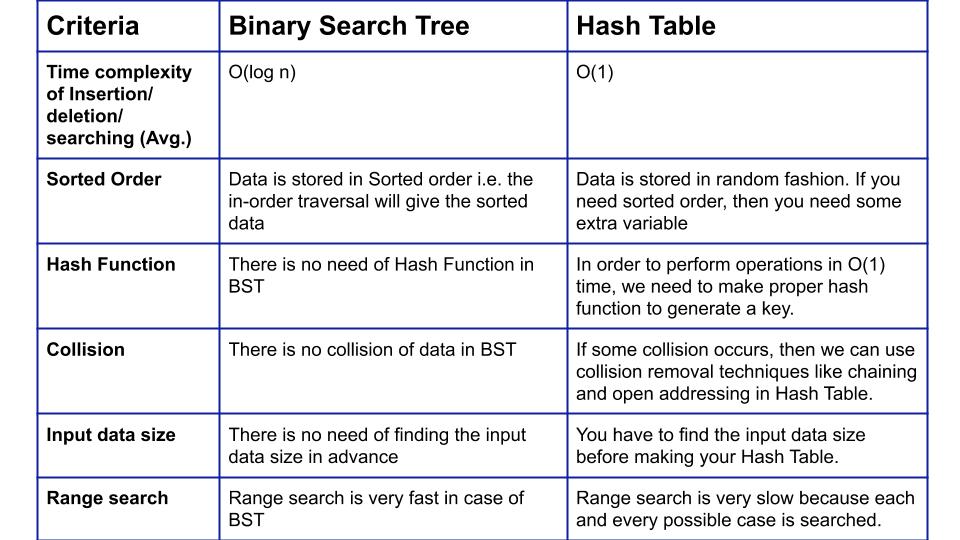 Criteria
Binary Search Tree
Hash Table
Time complexity
of Insertion/
deletion/
searching (Avg.)
O(log n)
O(1)
Sorted Order
Data is stored in Sorted order i.e. the
in-order traversal will give the sorted
data
Data is stored in random fashion. If you
need sorted order, then you need some
extra variable
Hash Function
There is no need of Hash Function in
BST
In order to perform operations in O(1)
time, we need to make proper hash
function to generate a key.
Collision
There is no collision of data in BST
If some collision occurs, then we can use
collision removal techniques like chaining
and open addressing in Hash Table.
Input data size
There is no need of finding the input
data size in advance
You have to find the input data size
before making your Hash Table.
Range search
Range search is very fast in case of
BST
Range search is very slow because each
and every possible case is searched.